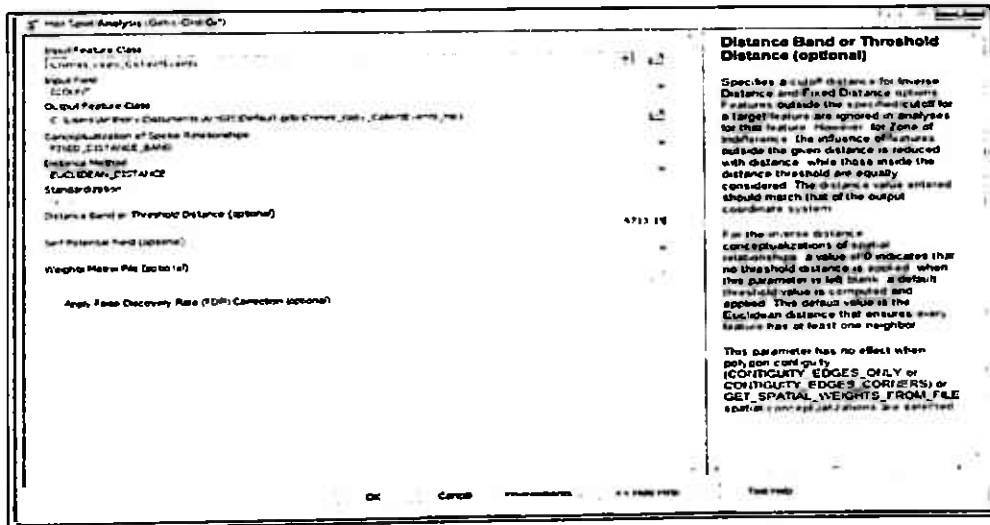 Hot Spot Analysis (Getis-Ord Gi*)
Input Feature Class
Input Field
ICOUNT
Output Feature Class
Conceptualization of Spatial Relationships
FIXED_DISTANCE_BAND
Distance Method
EUCLIDEAN_DISTANCE
Standardization
Distance Band or Threshold Distance (optional)
Self Potential Field (optional)
Weights Matrix File (optional)
Apply False Discovery Rate (FDR) Correction (optional)
OK
Cancel
Environments...
<< Hide Help
Distance Band or Threshold
Distance (optional)
Specifies a cutoff distance for Inverse
Distance and Fixed Distance options.
Features outside the specified cutoff for
a target feature are ignored in analyses
for that feature. However, for Zone of
Indifference, the influence of features
outside the given distance is reduced
with distance, while those inside the
distance threshold are equally
considered. The distance value entered
should match that of the output
coordinate system.
For the inverse distance
conceptualizations of spatial
relationships, a value of 0 indicates that
no threshold distance is applied; when
this parameter is left blank, a default
threshold value is computed and
applied. This default value is the
Euclidean distance that ensures every
feature has at least one neighbor.
This parameter has no effect when
polygon contiguity
(CONTIGUITY_EDGES_ONLY or
CONTIGUITY_EDGES_CORNERS) or
GET_SPATIAL_WEIGHTS_FROM_FILE
spatial conceptualizations are selected.
Tool Help